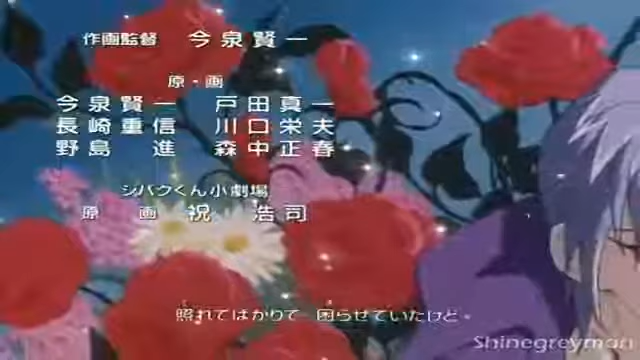 作画監督 今泉賢一
原・画
今泉賢一 戸田真一
長崎重信 川口栄夫
野島 進 森中正春
シバクくん小劇場
原 画 祝 浩司
照れてばかりで 困らせていたけど
Shinegreyman